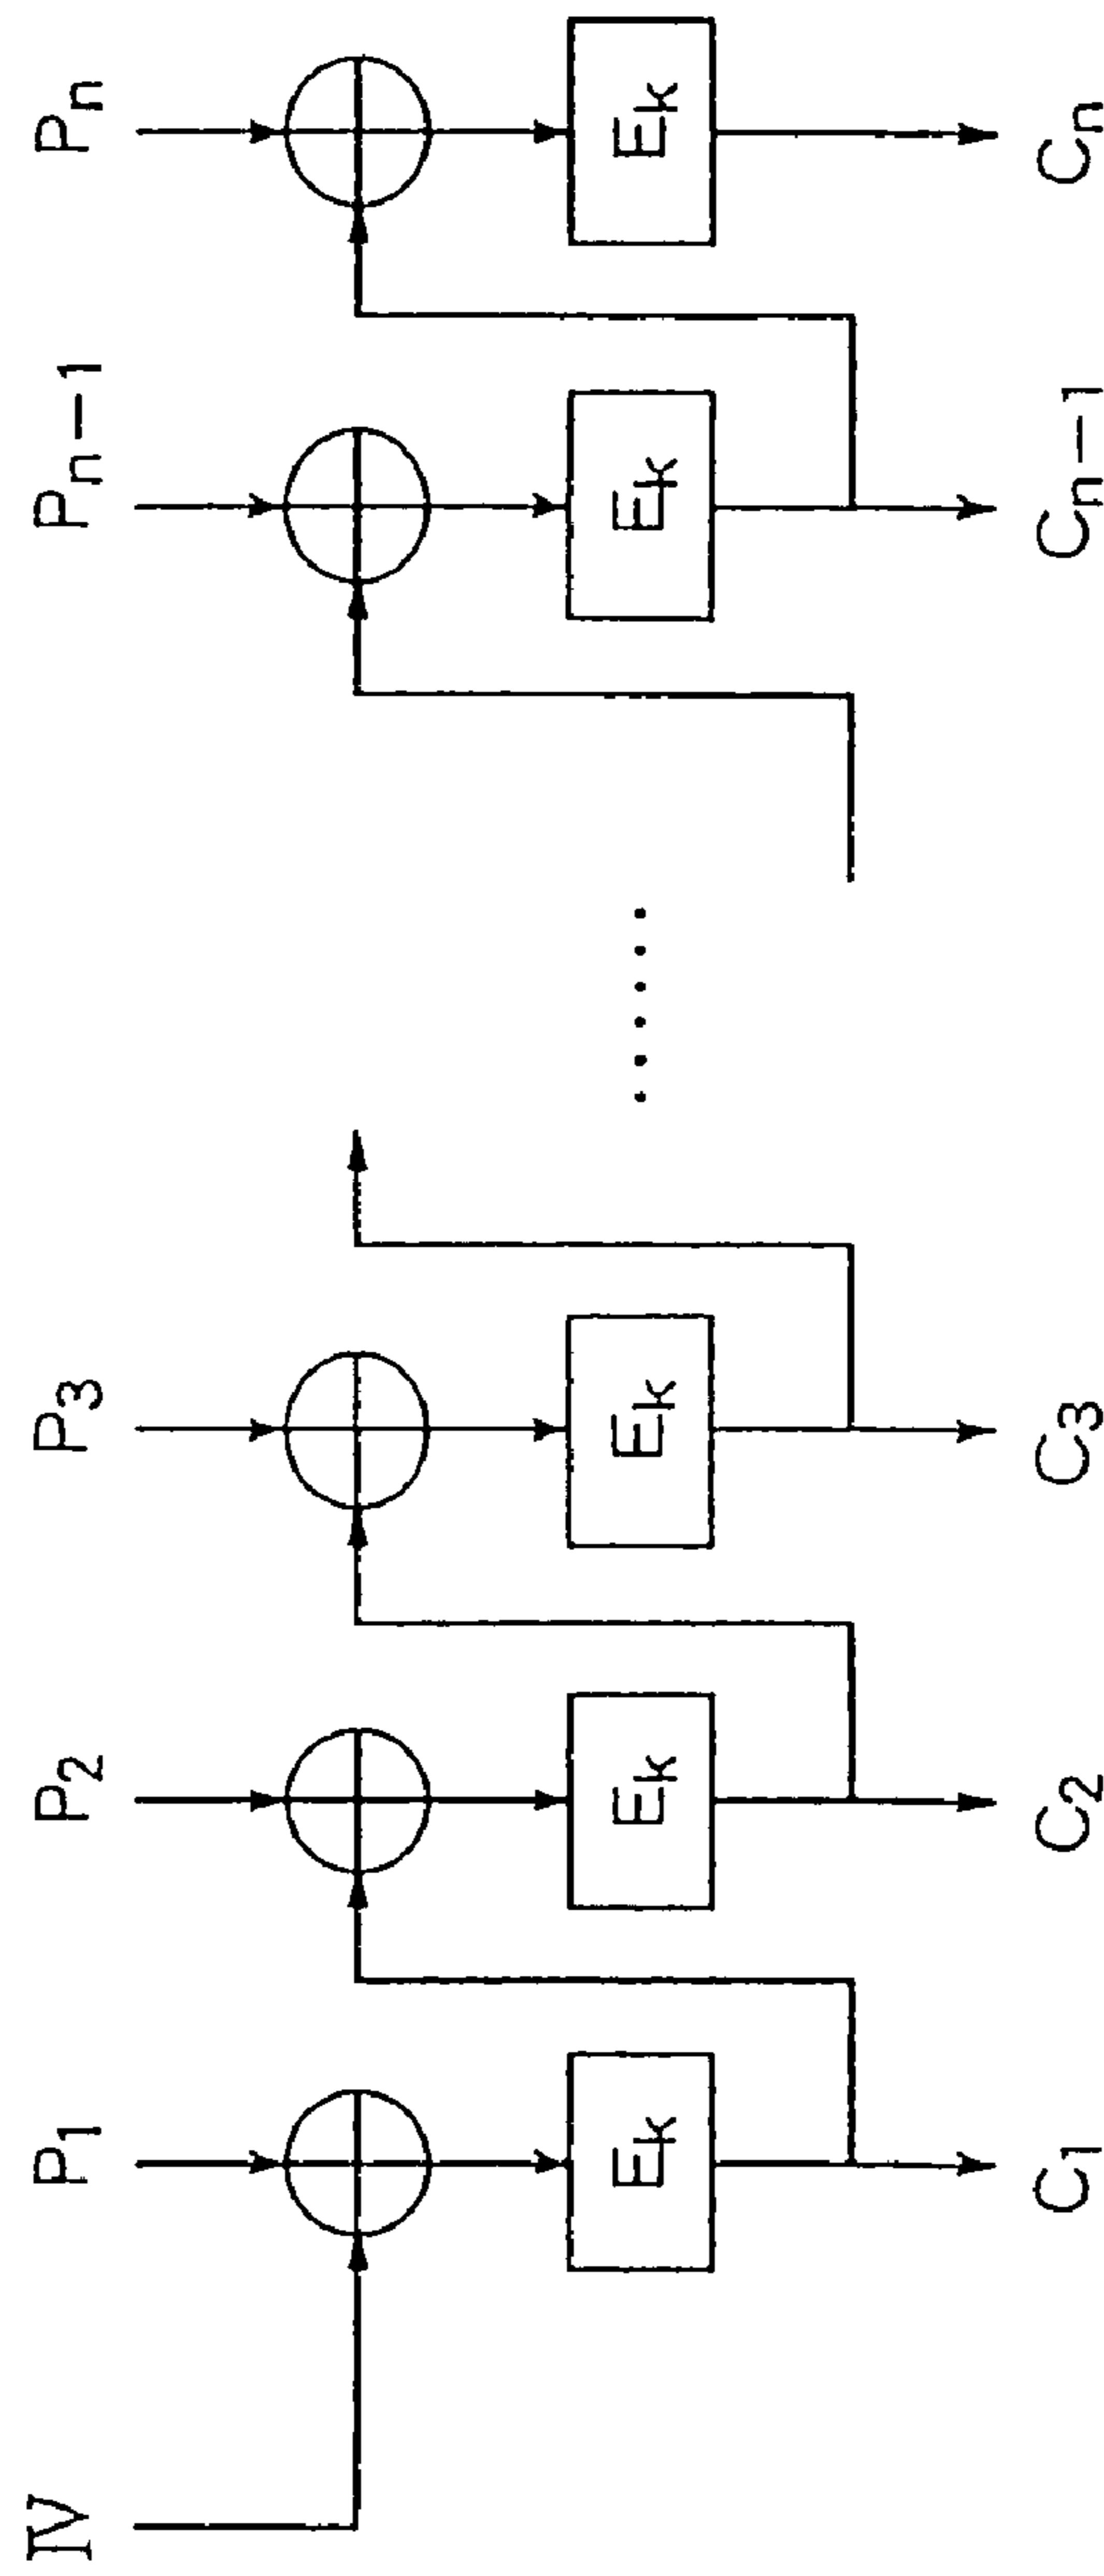 IV P₁ P₂ P₃ Pₙ₋₁ Pₙ
Eₖ Eₖ Eₖ Eₖ Eₖ
C₁ C₂ C₃ Cₙ₋₁ Cₙ